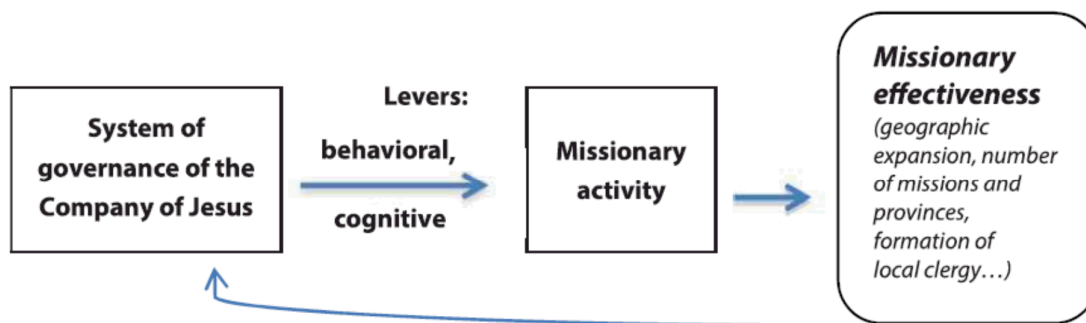 System of
governance of the
Company of Jesus
Levers:
behavioral,
cognitive
Missionary
activity
Missionary
effectiveness
(geographic
expansion, number
of missions and
provinces,
formation of
local clergy…)